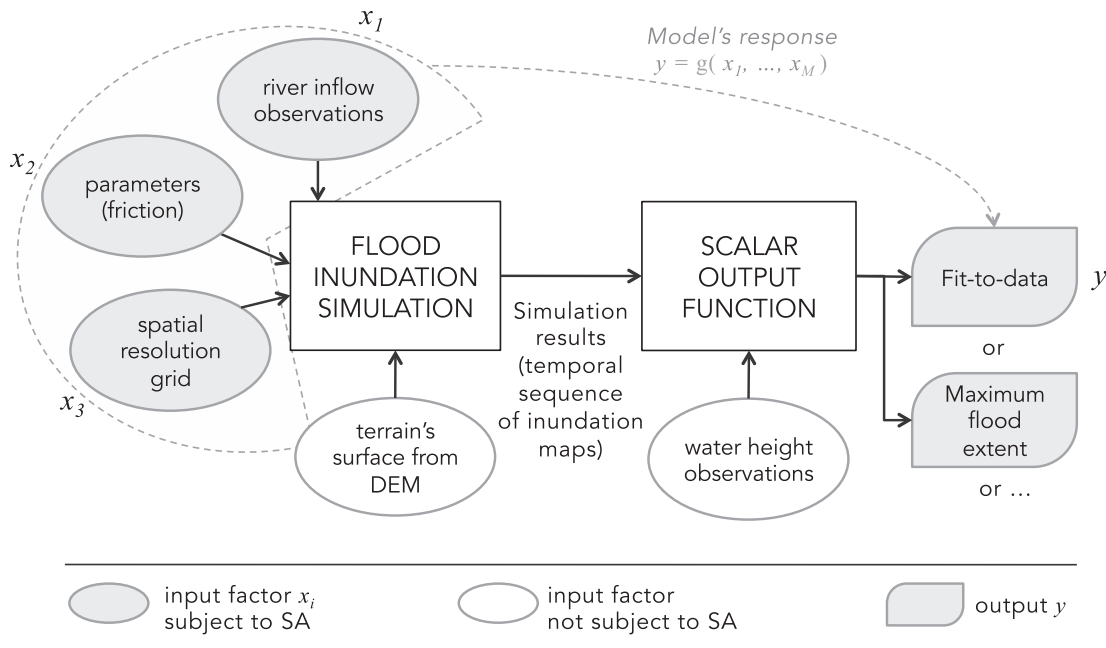 x1
Model's response
y = g( x1, ..., xM )
river inflow
observations
x2
parameters
(friction)
FLOOD
INUNDATION
SIMULATION
SCALAR
OUTPUT
FUNCTION
Fit-to-data
y
spatial
resolution
grid
x3
Simulation
results
(temporal
sequence
of inundation
maps)
or
Maximum
flood
extent
or ...
terrain's
surface from
DEM
water height
observations
input factor xi
subject to SA
input factor
not subject to SA
output y